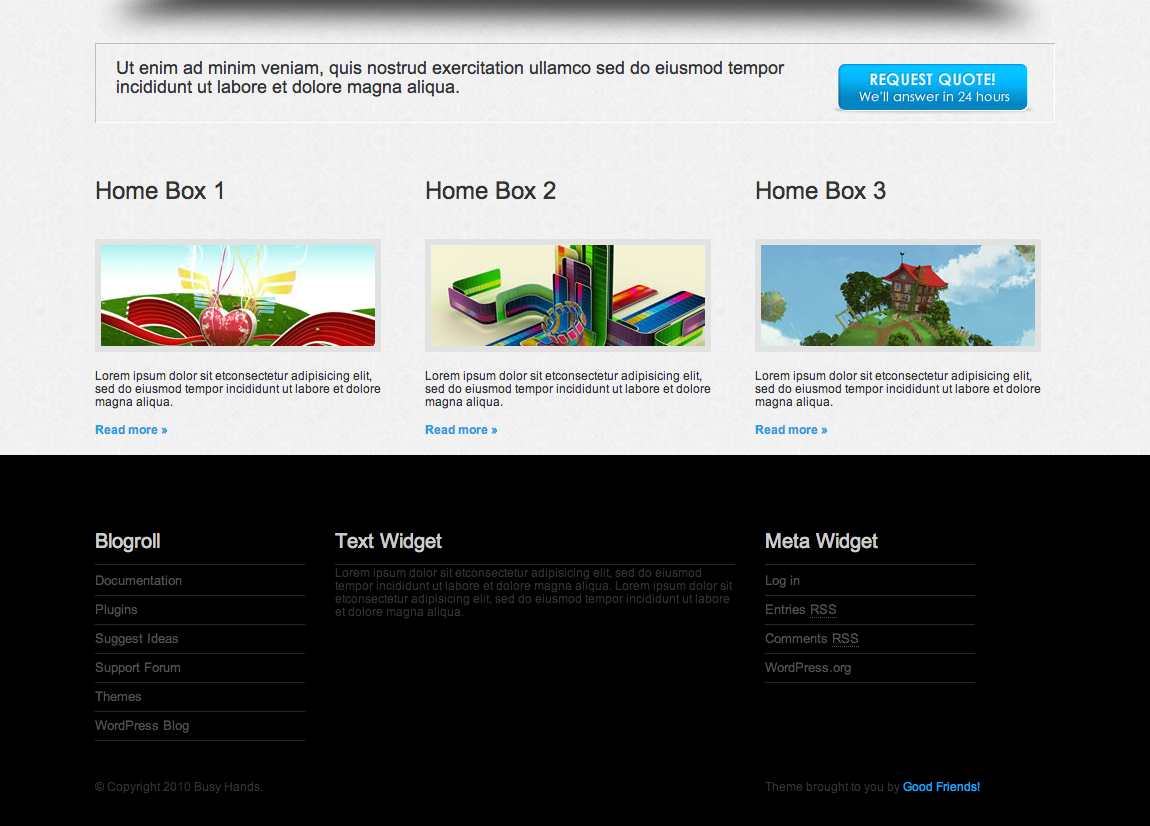 Ut enim ad minim veniam, quis nostrud exercitation ullamco sed do eiusmod tempor
incididunt ut labore et dolore magna aliqua.
REQUEST QUOTE!
We'll answer in 24 hours
Home Box 1
Home Box 2
Home Box 3
Lorem ipsum dolor sit etconsectetur adipisicing elit,
sed do eiusmod tempor incididunt ut labore et dolore
magna aliqua.
Read more »
Lorem ipsum dolor sit etconsectetur adipisicing elit,
sed do eiusmod tempor incididunt ut labore et dolore
magna aliqua.
Read more »
Lorem ipsum dolor sit etconsectetur adipisicing elit,
sed do eiusmod tempor incididunt ut labore et dolore
magna aliqua.
Read more »
Blogroll
Documentation
Plugins
Suggest Ideas
Support Forum
Themes
WordPress Blog
Text Widget
Lorem ipsum dolor sit etconsectetur adipisicing elit, sed do eiusmod
tempor incididunt ut labore et dolore magna aliqua. Lorem ipsum dolor sit
etconsectetur adipisicing elit, sed do eiusmod tempor incididunt ut labore
et dolore magna aliqua.
Meta Widget
Log in
Entries RSS
Comments RSS
WordPress.org
© Copyright 2010 Busy Hands.
Theme brought to you by Good Friends!